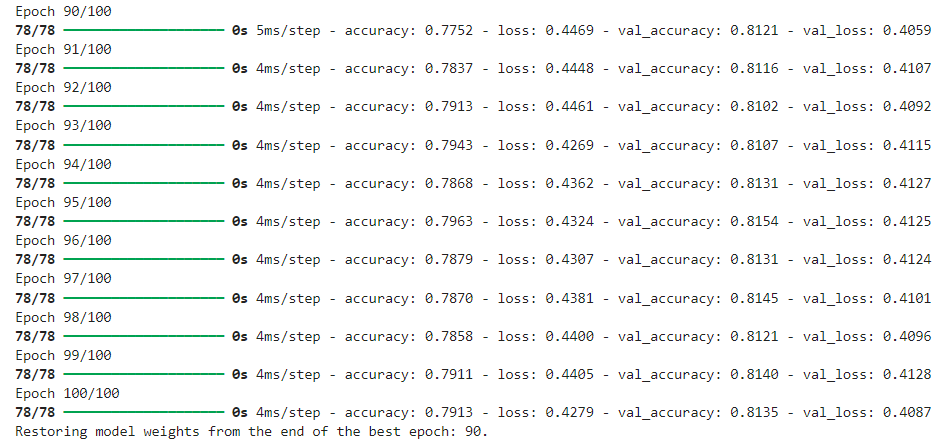 Epoch 90/100
78/78 ━━━━━━━━━━━━━━━━━━━━ 0s 5ms/step - accuracy: 0.7752 - loss: 0.4469 - val_accuracy: 0.8121 - val_loss: 0.4059
Epoch 91/100
78/78 ━━━━━━━━━━━━━━━━━━━━ 0s 4ms/step - accuracy: 0.7837 - loss: 0.4448 - val_accuracy: 0.8116 - val_loss: 0.4107
Epoch 92/100
78/78 ━━━━━━━━━━━━━━━━━━━━ 0s 4ms/step - accuracy: 0.7913 - loss: 0.4461 - val_accuracy: 0.8102 - val_loss: 0.4092
Epoch 93/100
78/78 ━━━━━━━━━━━━━━━━━━━━ 0s 4ms/step - accuracy: 0.7943 - loss: 0.4269 - val_accuracy: 0.8107 - val_loss: 0.4115
Epoch 94/100
78/78 ━━━━━━━━━━━━━━━━━━━━ 0s 4ms/step - accuracy: 0.7868 - loss: 0.4362 - val_accuracy: 0.8131 - val_loss: 0.4127
Epoch 95/100
78/78 ━━━━━━━━━━━━━━━━━━━━ 0s 4ms/step - accuracy: 0.7963 - loss: 0.4324 - val_accuracy: 0.8154 - val_loss: 0.4125
Epoch 96/100
78/78 ━━━━━━━━━━━━━━━━━━━━ 0s 4ms/step - accuracy: 0.7879 - loss: 0.4307 - val_accuracy: 0.8131 - val_loss: 0.4124
Epoch 97/100
78/78 ━━━━━━━━━━━━━━━━━━━━ 0s 4ms/step - accuracy: 0.7870 - loss: 0.4381 - val_accuracy: 0.8145 - val_loss: 0.4101
Epoch 98/100
78/78 ━━━━━━━━━━━━━━━━━━━━ 0s 4ms/step - accuracy: 0.7858 - loss: 0.4400 - val_accuracy: 0.8121 - val_loss: 0.4096
Epoch 99/100
78/78 ━━━━━━━━━━━━━━━━━━━━ 0s 4ms/step - accuracy: 0.7911 - loss: 0.4405 - val_accuracy: 0.8140 - val_loss: 0.4128
Epoch 100/100
78/78 ━━━━━━━━━━━━━━━━━━━━ 0s 4ms/step - accuracy: 0.7913 - loss: 0.4279 - val_accuracy: 0.8135 - val_loss: 0.4087
Restoring model weights from the end of the best epoch: 90.